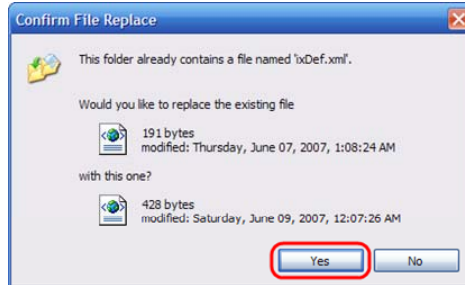 Confirm File Replace
This folder already contains a file named 'ixDef.xml'.
Would you like to replace the existing file
191 bytes
modified: Thursday, June 07, 2007, 1:08:24 AM
with this one?
428 bytes
modified: Saturday, June 09, 2007, 12:07:26 AM
Yes No